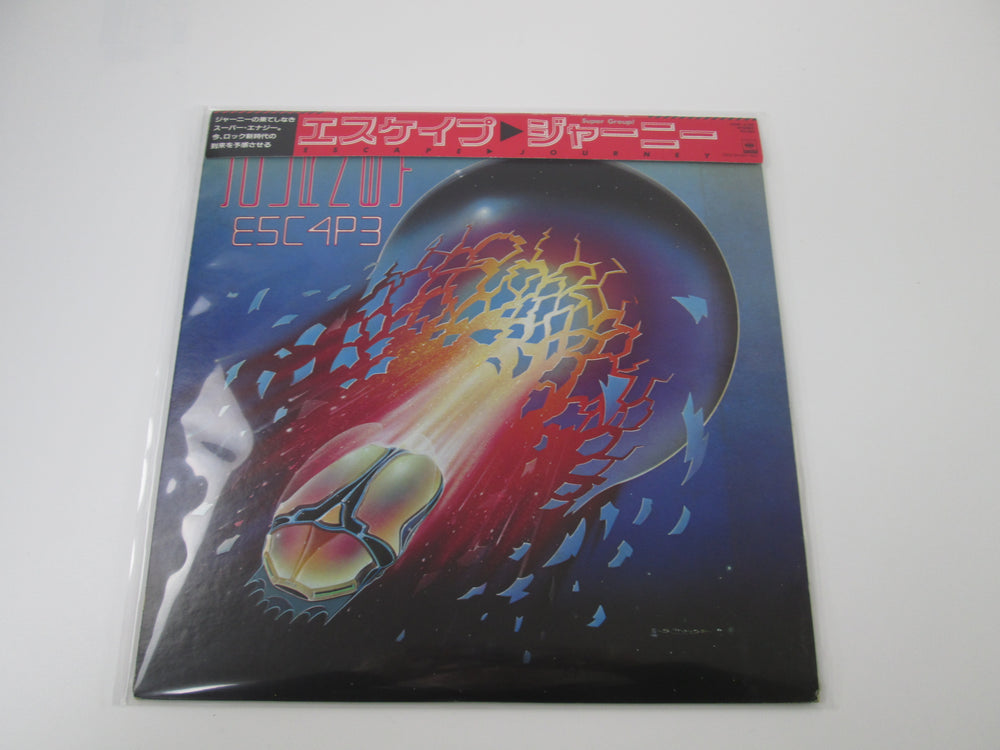 ジャーニーの果てしなき
スーパー・エナジー。
今、ロック新時代の
到来を予感させる
Super Group!
エスケイプ▶ジャーニー
ESCAPE▶JOURNEY
E5C4P3